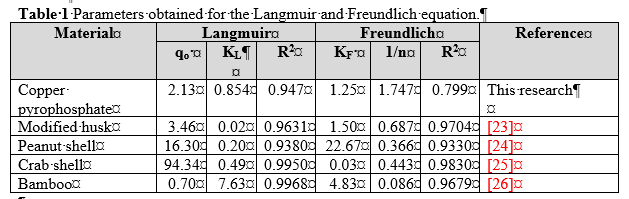 Table 1 Parameters obtained for the Langmuir and Freundlich equation.¶
Material¤ Langmuir¤ Freundlich¤ Reference¤
qₒ¤ K_L¶ ¤ R²¤ K_F¤ 1/n¤ R²¤
Copper pyrophosphate¤ 2.13¤ 0.854¤ 0.947¤ 1.25¤ 1.747¤ 0.799¤ This research¶ ¤
Modified husk¤ 3.46¤ 0.02¤ 0.9631¤ 1.50¤ 0.687¤ 0.9704¤ [23]¤
Peanut shell¤ 16.30¤ 0.20¤ 0.9380¤ 22.67¤ 0.366¤ 0.9330¤ [24]¤
Crab shell¤ 94.34¤ 0.49¤ 0.9950¤ 0.03¤ 0.443¤ 0.9830¤ [25]¤
Bamboo¤ 0.70¤ 7.63¤ 0.9968¤ 4.83¤ 0.086¤ 0.9679¤ [26]¤